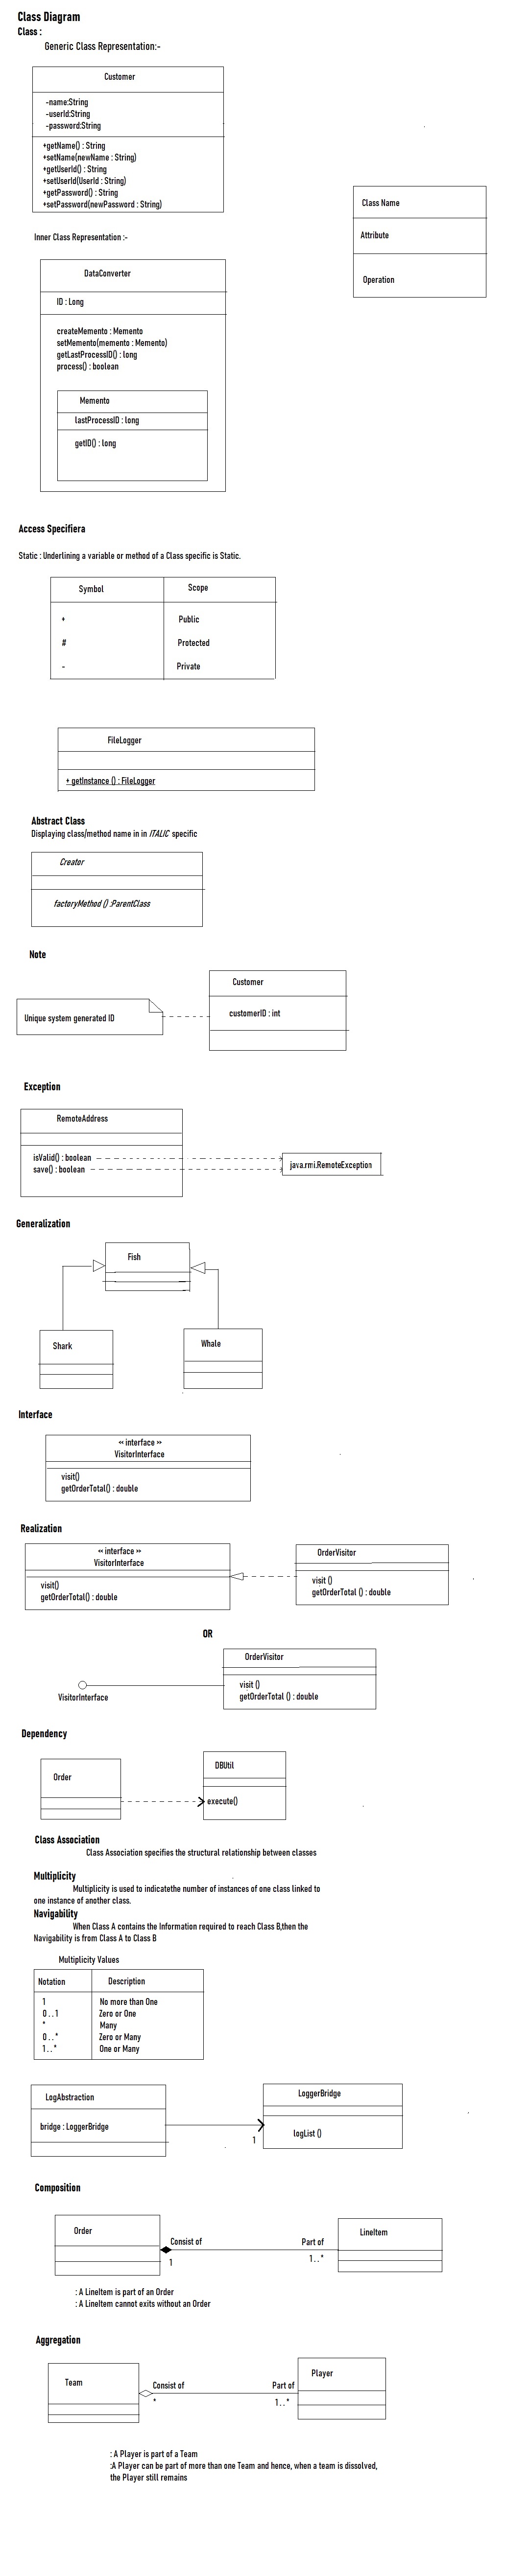 Class Diagram
Class :
Generic Class Representation:-
Customer
-name:String
-userId:String
-password:String
+getName() : String
+setName(newName : String)
+getUserId() : String
+setUserId(UserId : String)
+getPassword() : String
+setPassword(newPassword : String)
Class Name
Attribute
Operation
Inner Class Representation :-
DataConverter
ID : Long
createMemento : Memento
setMemento(memento : Memento)
getLastProcessID() : long
process() : boolean
Memento
lastProcessID : long
getID() : long
Access Specifiera
Static : Underlining a variable or method of a Class specific is Static.
Symbol Scope
+ Public
# Protected
- Private
FileLogger
+ getInstance () : FileLogger
Abstract Class
Displaying class/method name in in ITALIC specific
Creator
factoryMethod () :ParentClass
Note
Customer
Unique system generated ID
customerID : int
Exception
RemoteAddress
isValid() : boolean
save() : boolean
java.rmi.RemoteException
Generalization
Fish
Shark
Whale
Interface
<< interface >>
VisitorInterface
visit()
getOrderTotal() : double
Realization
<< interface >>
VisitorInterface
visit()
getOrderTotal() : double
OrderVisitor
visit ()
getOrderTotal () : double
OR
OrderVisitor
visit ()
getOrderTotal () : double
VisitorInterface
Dependency
Order
DBUtil
execute()
Class Association
Class Association specifies the structural relationship between classes
Multiplicity
Multiplicity is used to indicatethe number of instances of one class linked to
one instance of another class.
Navigability
When Class A contains the Information required to reach Class B,then the
Navigability is from Class A to Class B
Multiplicity Values
Notation Description
1 No more than One
0..1 Zero or One
* Many
0..* Zero or Many
1..* One or Many
LogAbstraction
bridge : LoggerBridge
1
LoggerBridge
logList ()
Composition
Order
Consist of
1
Part of
1..*
LineItem
: A LineItem is part of an Order
: A LineItem cannot exits without an Order
Aggregation
Team
Consist of
*
Part of
1..*
Player
: A Player is part of a Team
:A Player can be part of more than one Team and hence, when a team is dissolved,
the Player still remains